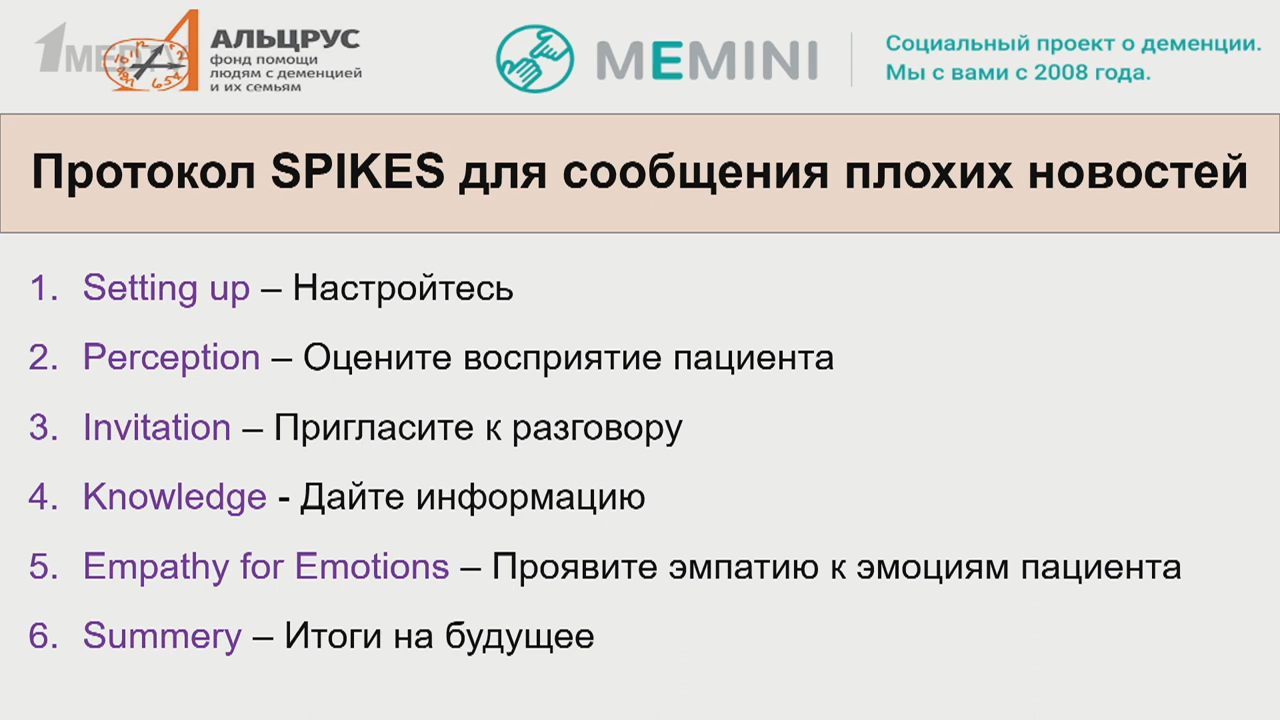 АЛЬЦРУС
фонд помощи
людям с деменцией
и их семьям
MEMINI
Социальный проект о деменции.
Мы с вами с 2008 года.
Протокол SPIKES для сообщения плохих новостей
1. Setting up – Настройтесь
2. Perception – Оцените восприятие пациента
3. Invitation – Пригласите к разговору
4. Knowledge - Дайте информацию
5. Empathy for Emotions – Проявите эмпатию к эмоциям пациента
6. Summery – Итоги на будущее